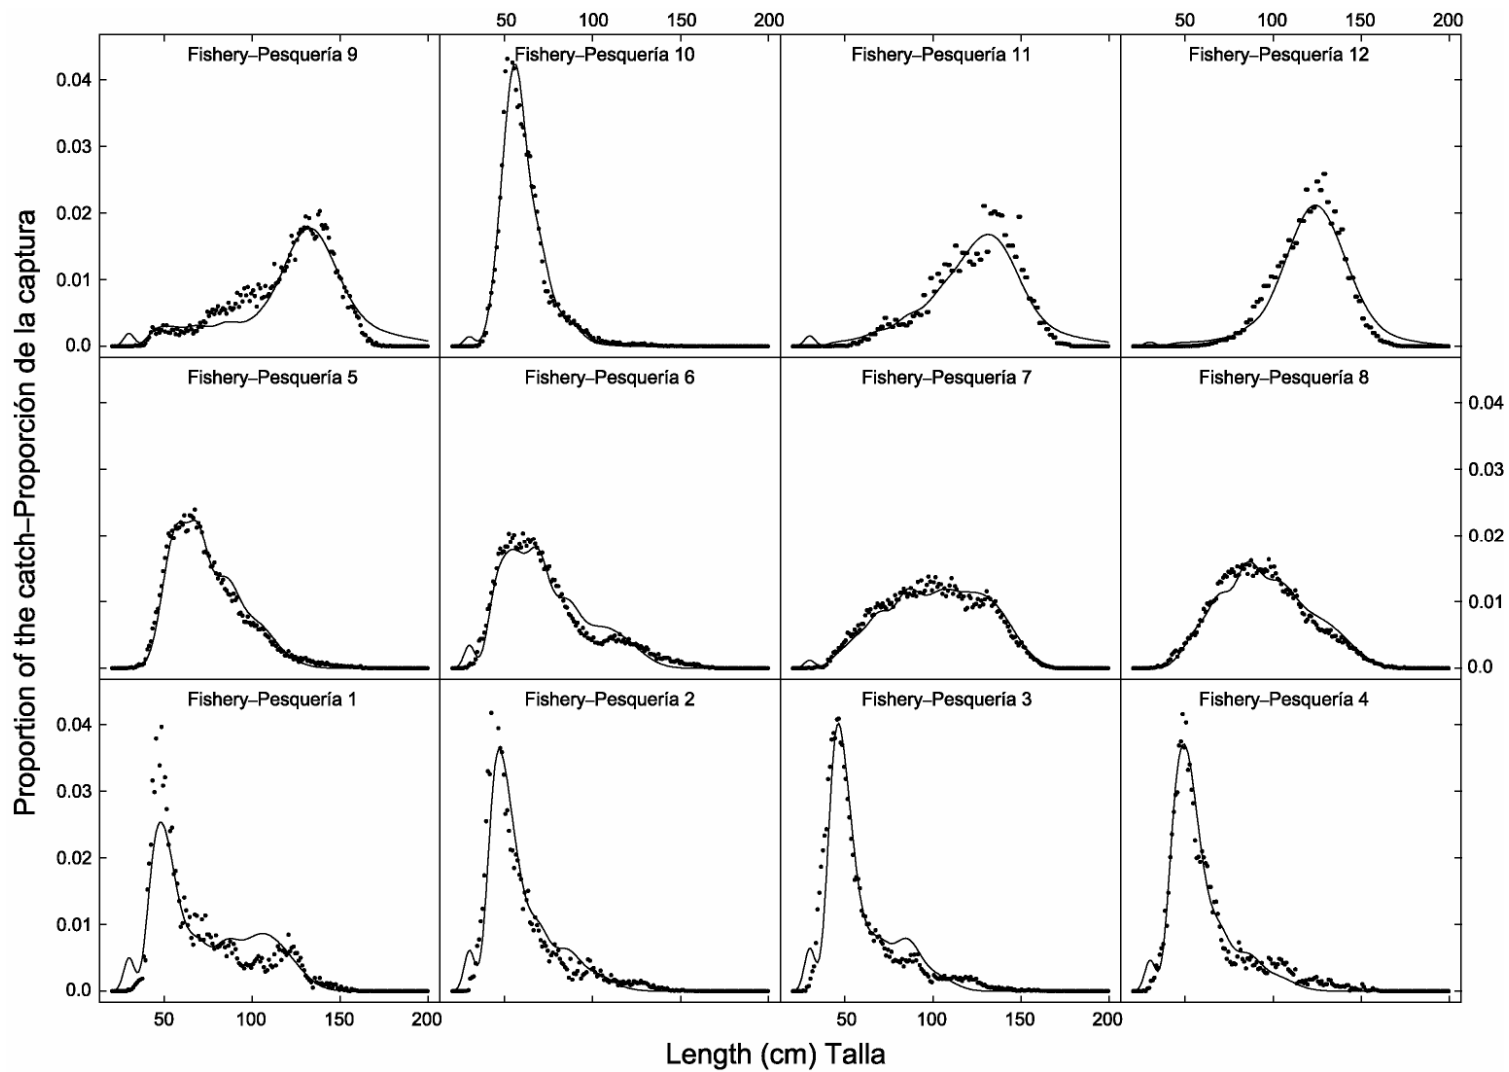 50 100 150 200 50 100 150 200
Fishery–Pesquería 9 Fishery–Pesquería 10 Fishery–Pesquería 11 Fishery–Pesquería 12
0.04
0.03
0.02
0.01
0.0
Fishery–Pesquería 5 Fishery–Pesquería 6 Fishery–Pesquería 7 Fishery–Pesquería 8
0.04
0.03
0.02
0.01
0.0
Fishery–Pesquería 1 Fishery–Pesquería 2 Fishery–Pesquería 3 Fishery–Pesquería 4
0.04
0.03
0.02
0.01
0.0
50 100 150 200 50 100 150 200
Length (cm) Talla
Proportion of the catch–Proporción de la captura